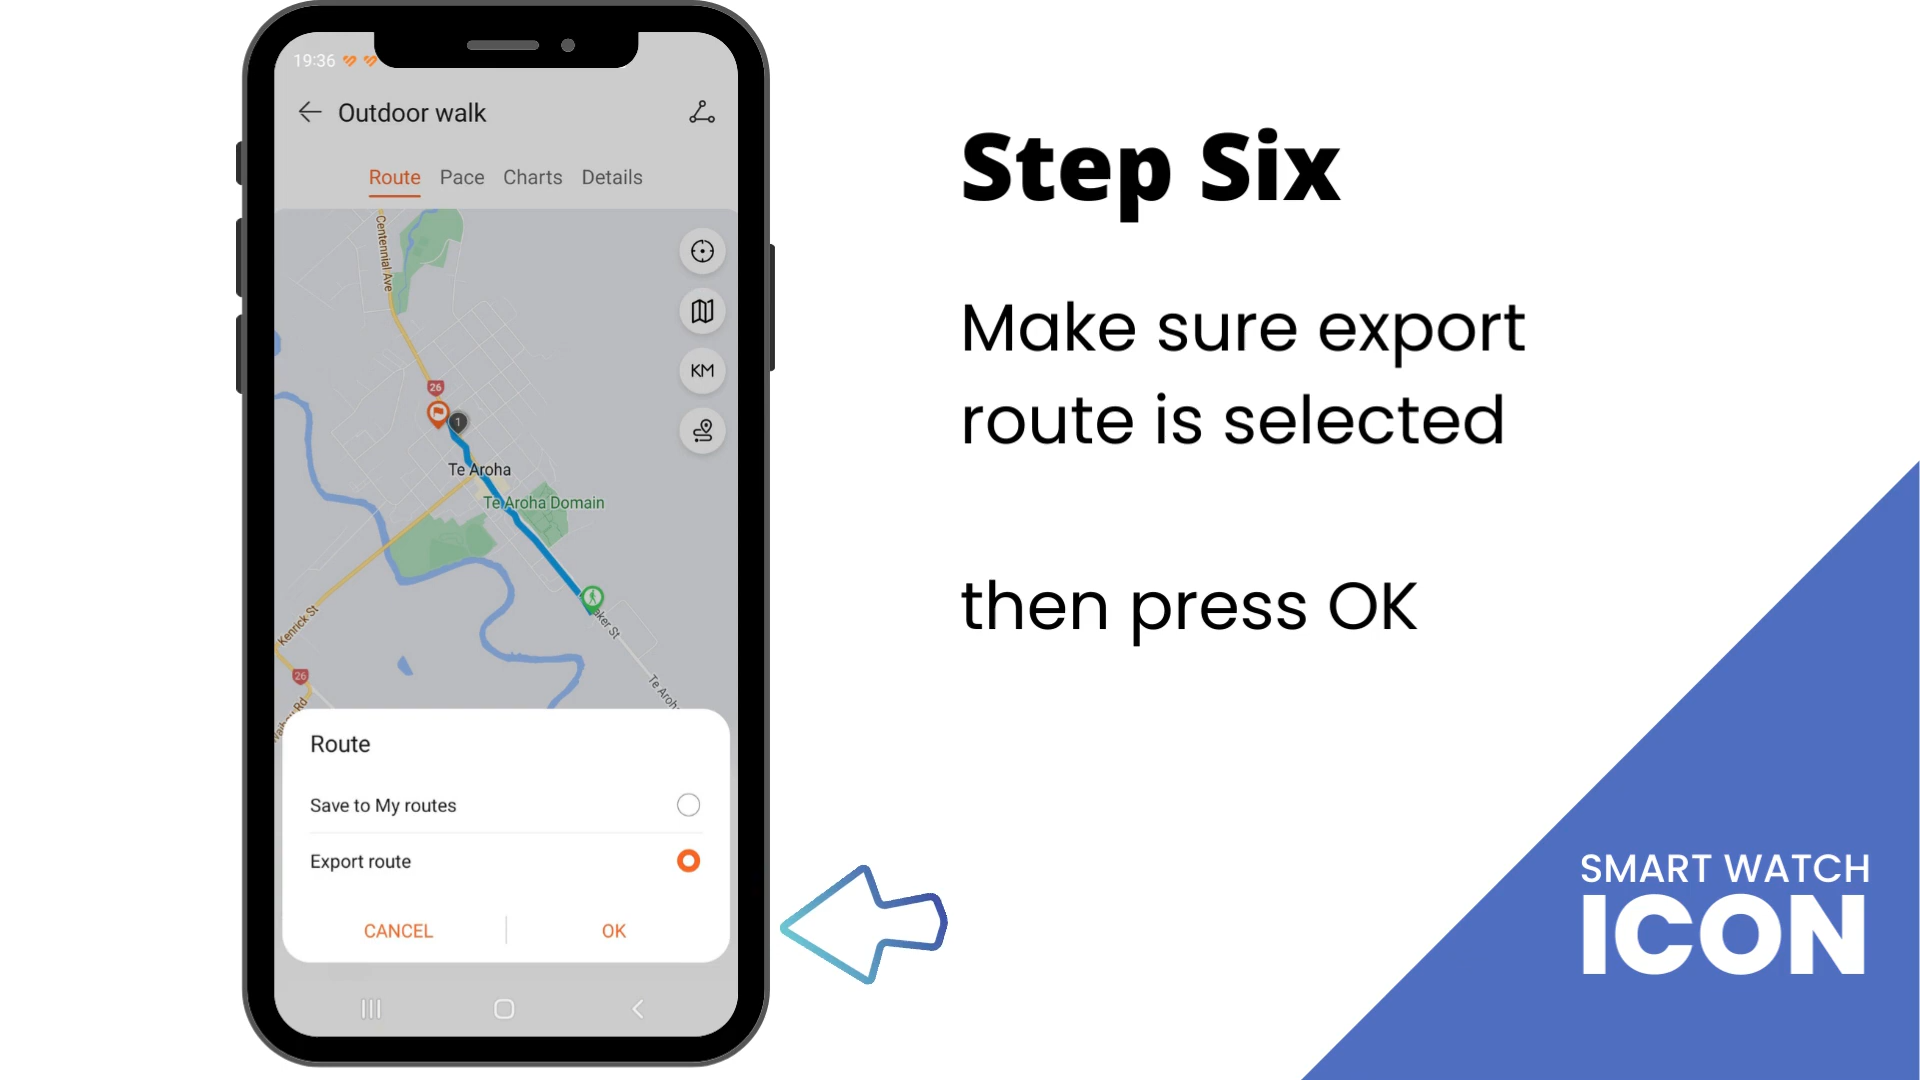 19:36
Outdoor walk
Route Pace Charts Details
KM
Centennial Ave
26
1
Te Aroha
Te Aroha Domain
Kenrick St
26
Route
Save to My routes
Export route
CANCEL OK
Step Six
Make sure export
route is selected
then press OK
SMART WATCH
ICON